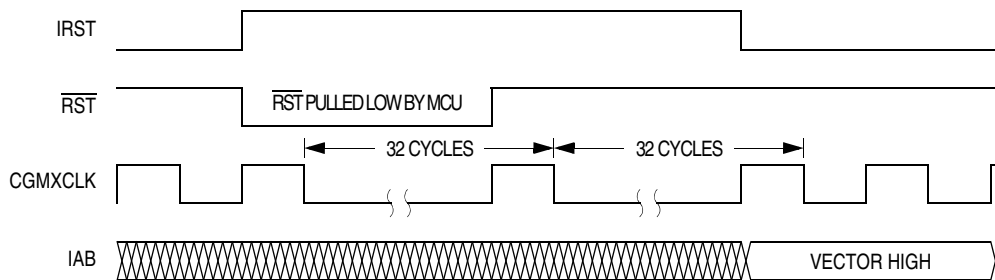 IRST
RST
RST PULLED LOW BY MCU
32 CYCLES
32 CYCLES
CGMXCLK
IAB
VECTOR HIGH